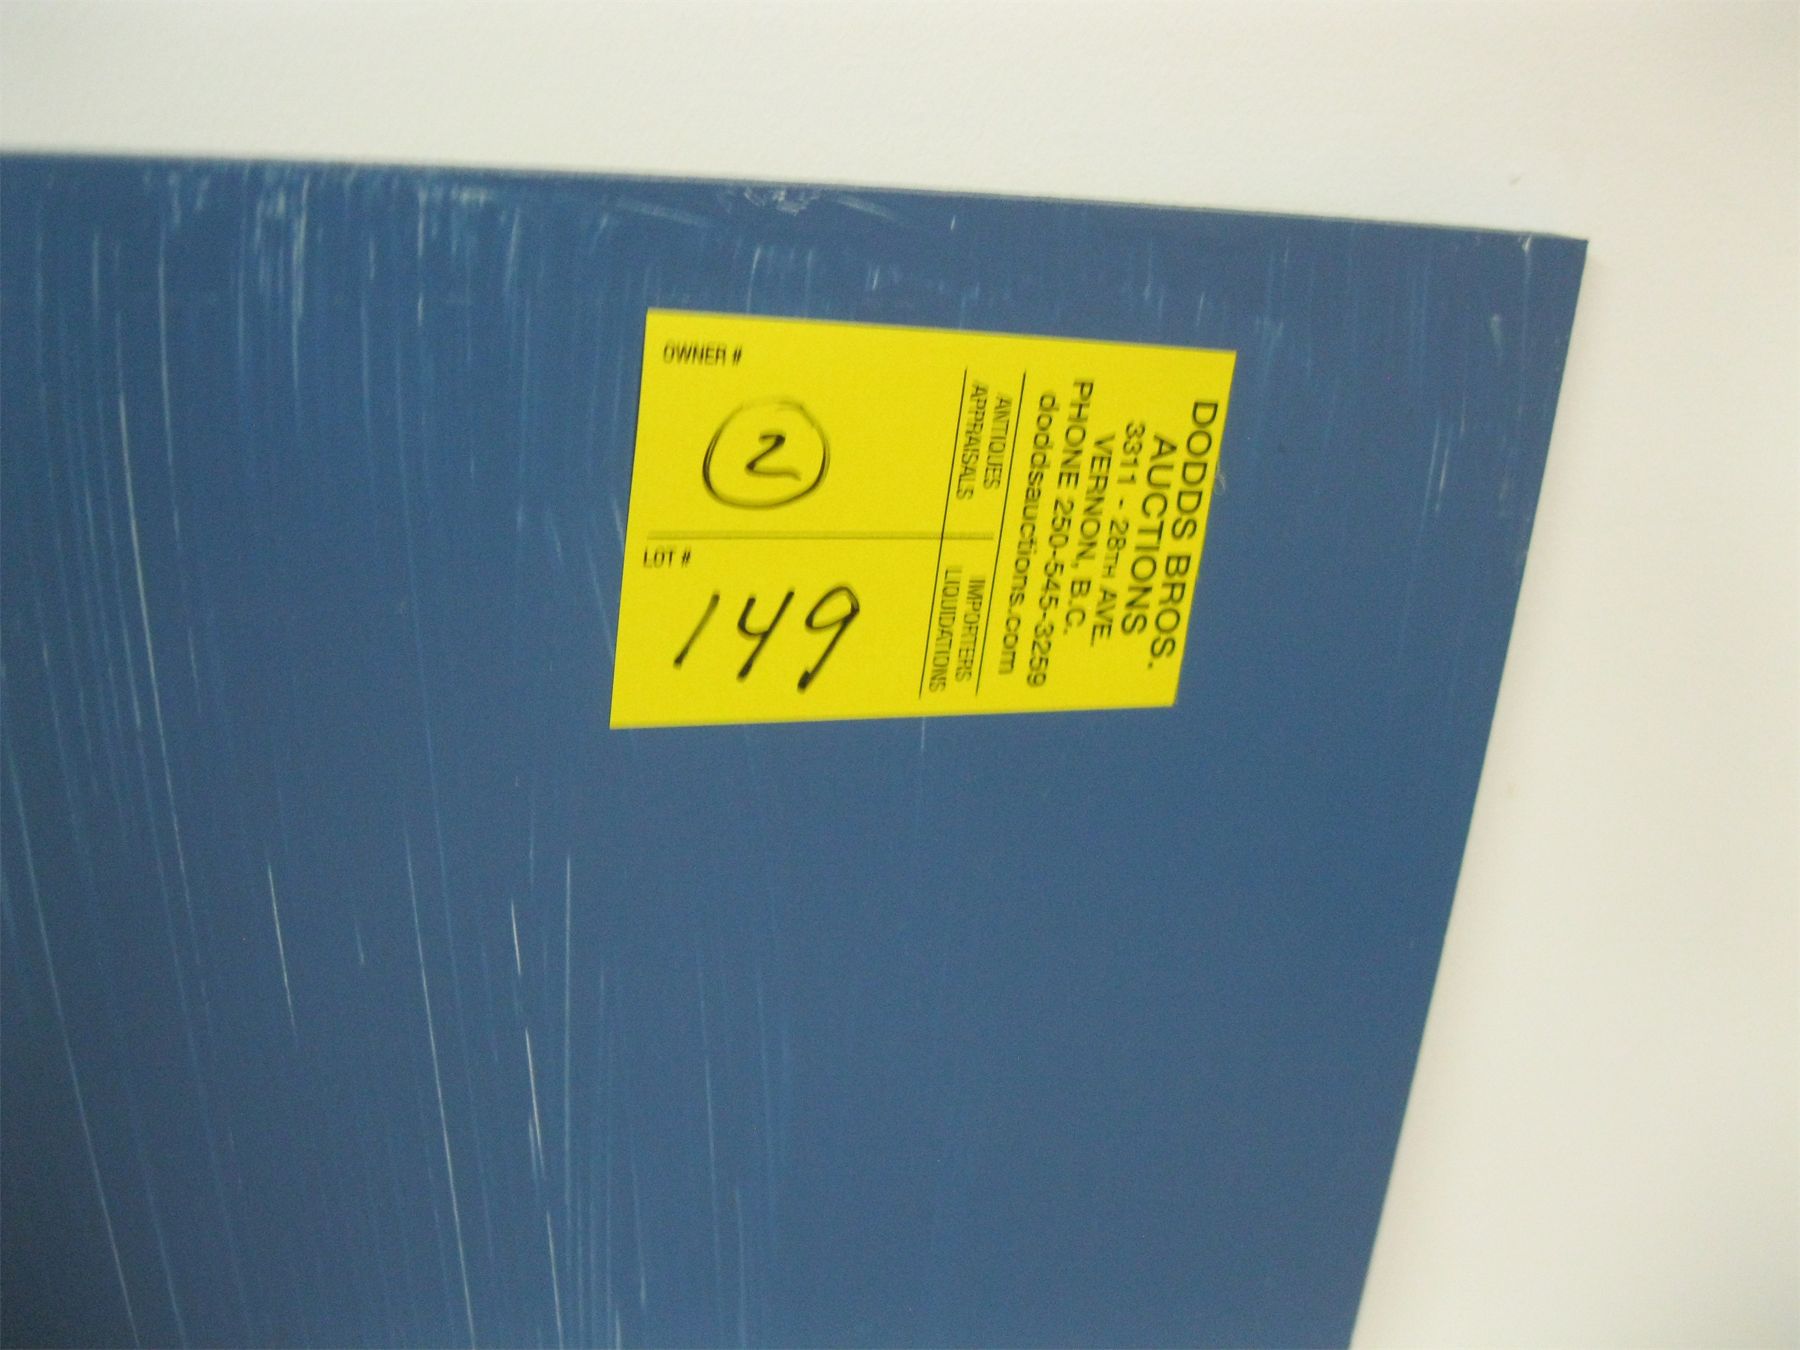 DODDS BROS.
AUCTIONS
3311 - 28TH AVE.
VERNON, B.C.
PHONE 250-545-3259
doddsauctions.com
ANTIQUES IMPORTERS
APPRAISALS LIQUIDATIONS
OWNER #
2
LOT #
149